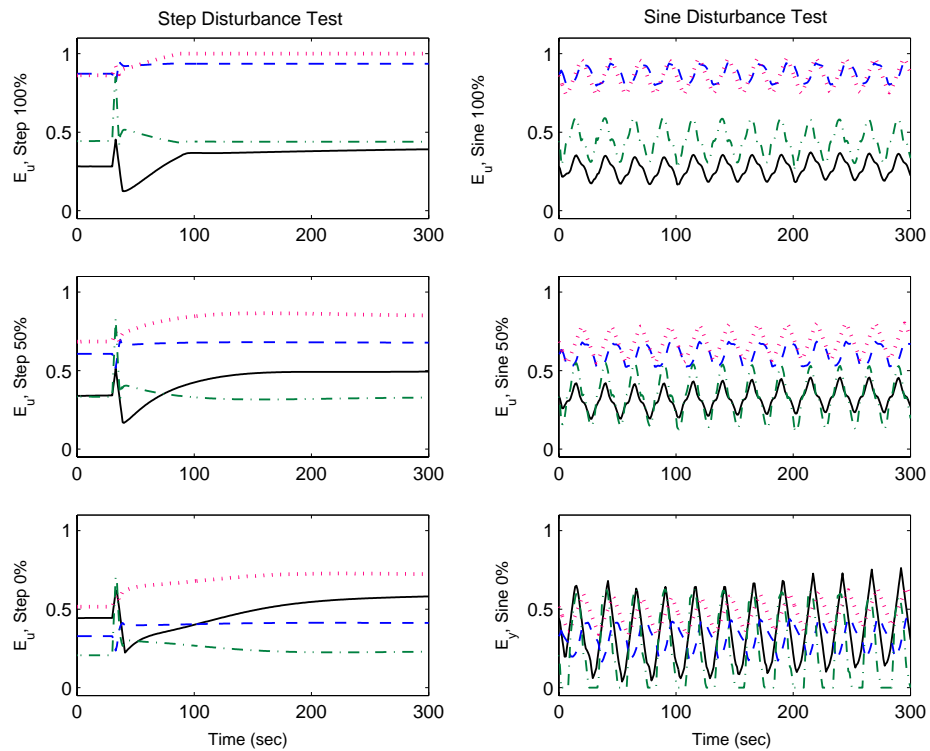 Step Disturbance Test
Sine Disturbance Test
E_u, Step 100%
1
0.5
0
0 100 200 300
E_u, Sine 100%
1
0.5
0
0 100 200 300
E_u, Step 50%
1
0.5
0
0 100 200 300
E_u, Sine 50%
1
0.5
0
0 100 200 300
E_u, Step 0%
1
0.5
0
0 100 200 300
Time (sec)
E_y, Sine 0%
1
0.5
0
0 100 200 300
Time (sec)